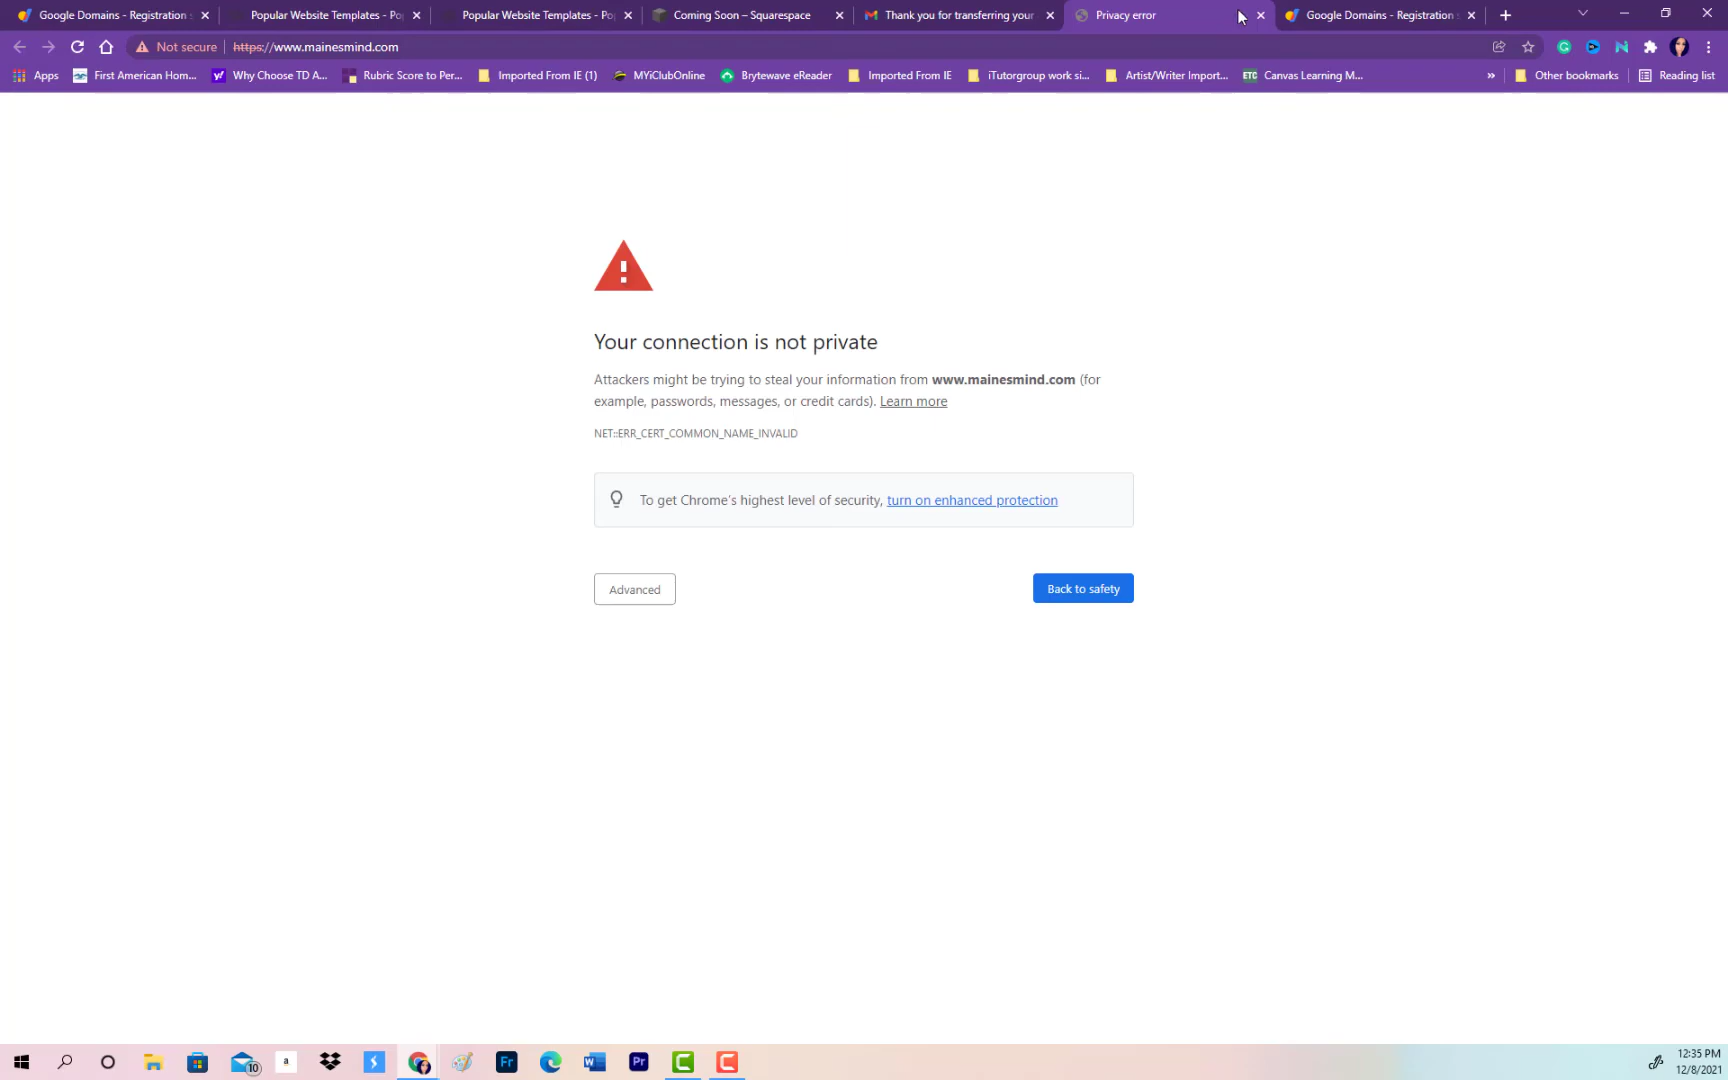 Google Domains - Registration s
Popular Website Templates - Po
Popular Website Templates - Po
Coming Soon – Squarespace
Thank you for transferring your
Privacy error
Google Domains - Registration s
Not secure
https://www.mainesmind.com
Apps
First American Hom...
Why Choose TD A...
Rubric Score to Per...
Imported From IE (1)
MYiClubOnline
Brytewave eReader
Imported From IE
iTutorgroup work si...
Artist/Writer Import...
ETC Canvas Learning M...
»
Other bookmarks
Reading list
Your connection is not private
Attackers might be trying to steal your information from www.mainesmind.com (for
example, passwords, messages, or credit cards). Learn more
NET::ERR_CERT_COMMON_NAME_INVALID
To get Chrome's highest level of security, turn on enhanced protection
Advanced
Back to safety
10
a
Fr
Pr
12:35 PM
12/8/2021